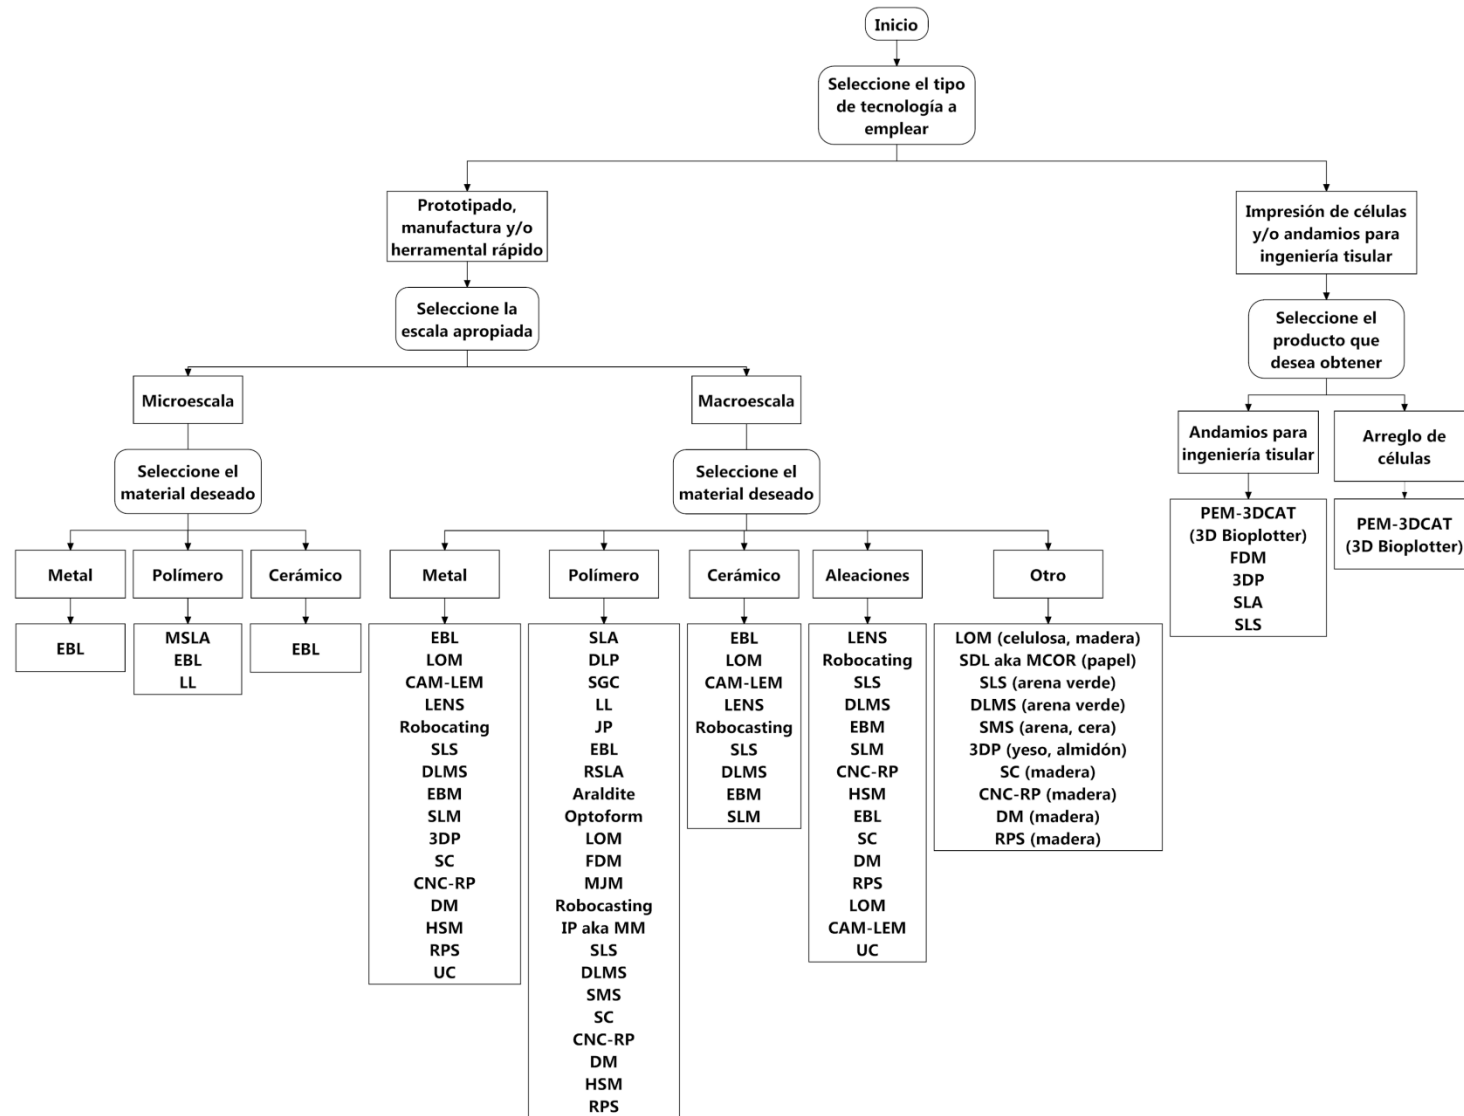 Inicio
Seleccione el tipo
de tecnología a
emplear
Prototipado,
manufactura y/o
herramental rápido
Impresión de células
y/o andamios para
ingeniería tisular
Seleccione la
escala apropiada
Seleccione el
producto que
desea obtener
Microescala
Macroescala
Andamios para
ingeniería tisular
Arreglo de
células
Seleccione el
material deseado
Seleccione el
material deseado
PEM-3DCAT
(3D Bioplotter)
FDM
3DP
SLA
SLS
PEM-3DCAT
(3D Bioplotter)
Metal
Polímero
Cerámico
Metal
Polímero
Cerámico
Aleaciones
Otro
EBL
MSLA
EBL
LL
EBL
EBL
LOM
CAM-LEM
LENS
Robocating
SLS
DLMS
EBM
SLM
3DP
SC
CNC-RP
DM
HSM
RPS
UC
SLA
DLP
SGC
LL
JP
EBL
RSLA
Araldite
Optoform
LOM
FDM
MJM
Robocasting
IP aka MM
SLS
DLMS
SMS
SC
CNC-RP
DM
HSM
RPS
EBL
LOM
CAM-LEM
LENS
Robocasting
SLS
DLMS
EBM
SLM
LENS
Robocating
SLS
DLMS
EBM
SLM
CNC-RP
HSM
EBL
SC
DM
RPS
LOM
CAM-LEM
UC
LOM (celulosa, madera)
SDL aka MCOR (papel)
SLS (arena verde)
DLMS (arena verde)
SMS (arena, cera)
3DP (yeso, almidón)
SC (madera)
CNC-RP (madera)
DM (madera)
RPS (madera)